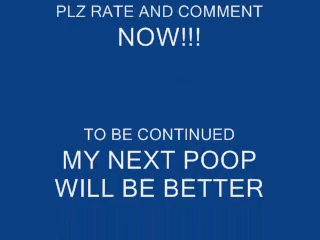 PLZ RATE AND COMMENT
NOW!!!
TO BE CONTINUED
MY NEXT POOP
WILL BE BETTER